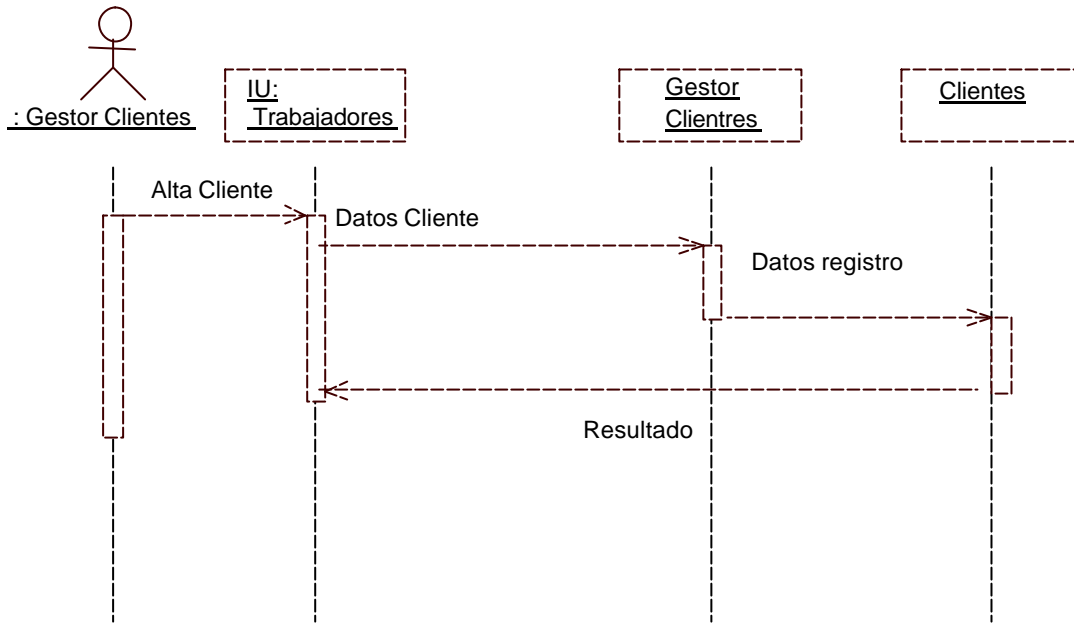 : Gestor Clientes
IU:
Trabajadores
Gestor
Clientres
Clientes
Alta Cliente
Datos Cliente
Datos registro
Resultado